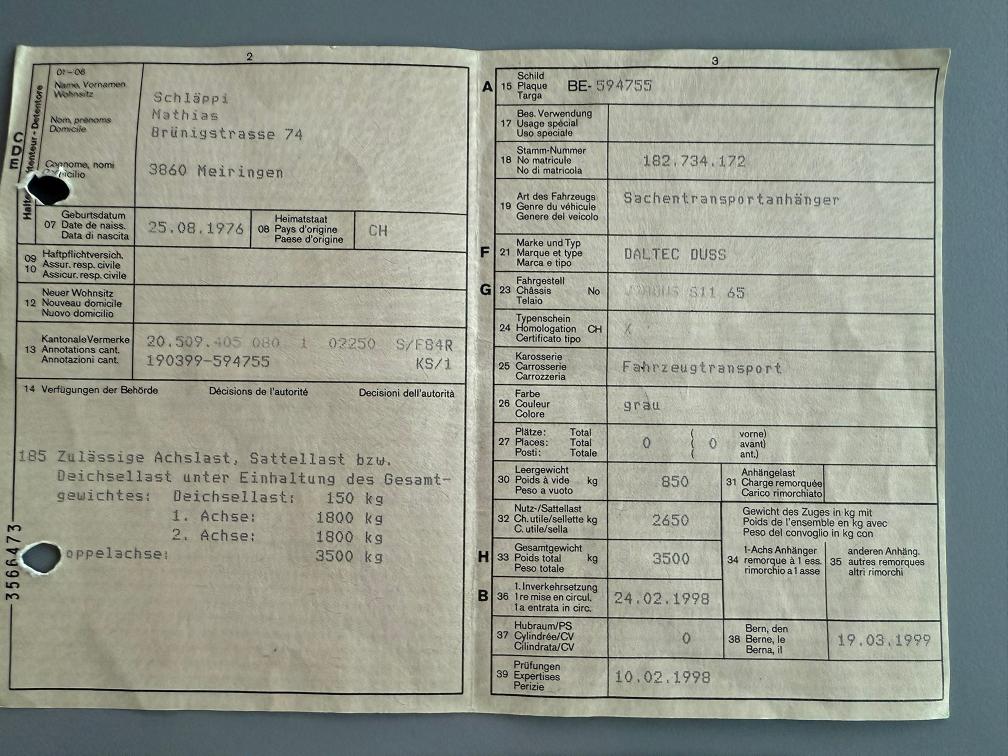 2
C
D
E
Halter - Détenteur - Detentore
01-06
Name, Vornamen
Wohnsitz
Nom, prénoms
Domicile
Cognome, nomi
Schläppi
Mathias
Brünigstrasse 74
3860 Meiringen
07 Geburtsdatum
Date de naiss.
Data di nascita
25.08.1976
08 Heimatstaat
Pays d'origine
Paese d'origine
CH
09 Haftpflichtversich.
10 Assur. resp. civile
Assicur. resp. civile
12 Neuer Wohnsitz
Nouveau domicile
Nuovo domicilio
13 Kantonale Vermerke
Annotations cant.
Annotazioni cant.
20.509.405 080 1 02250 S/F84R
190399-594755 KS/1
14 Verfügungen der Behörde Décisions de l'autorité Decisioni dell'autorità
185 Zulässige Achslast, Sattellast bzw.
Deichsellast unter Einhaltung des Gesamt-
gewichtes: Deichsellast: 150 kg
1. Achse: 1800 kg
2. Achse: 1800 kg
oppelachse: 3500 kg
3566473
3
A 15 Schild
Plaque
Targa
BE- 594755
17 Bes. Verwendung
Usage spécial
Uso speciale
18 Stamm-Nummer
No matricule
No di matricola
182.734.172
19 Art des Fahrzeugs
Genre du véhicule
Genere del veicolo
Sachentransportanhänger
F 21 Marke und Typ
Marque et type
Marca e tipo
DALTEC DUSS
G 23 Fahrgestell
Châssis No
Telaio
S11 65
24 Typenschein
Homologation CH
Certificato tipo
X
25 Karosserie
Carrosserie
Carrozzeria
Fahrzeugtransport
26 Farbe
Couleur
Colore
grau
27 Plätze: Total
Places: Total
Posti: Totale
0 ( 0 vorne)
( avant)
( ant.)
30 Leergewicht
Poids à vide kg
Peso a vuoto
850
31 Anhängelast
Charge remorquée
Carico rimorchiato
32 Nutz-/Sattellast
Ch. utile/sellette kg
C. utile/sella
2650
Gewicht des Zuges in kg mit
Poids de l'ensemble en kg avec
Peso del convoglio in kg con
H 33 Gesamtgewicht
Poids total kg
Peso totale
3500
34 1-Achs Anhänger
remorque à 1 ess.
rimorchio a 1 asse
35 anderen Anhäng.
autres remorques
altri rimorchi
B 36 1. Inverkehrsetzung
1re mise en circul.
1a entrata in circ.
24.02.1998
37 Hubraum/PS
Cylindrée/CV
Cilindrata/CV
0
38 Bern, den
Berne, le
Berna, il
19.03.1999
39 Prüfungen
Expertises
Perizie
10.02.1998